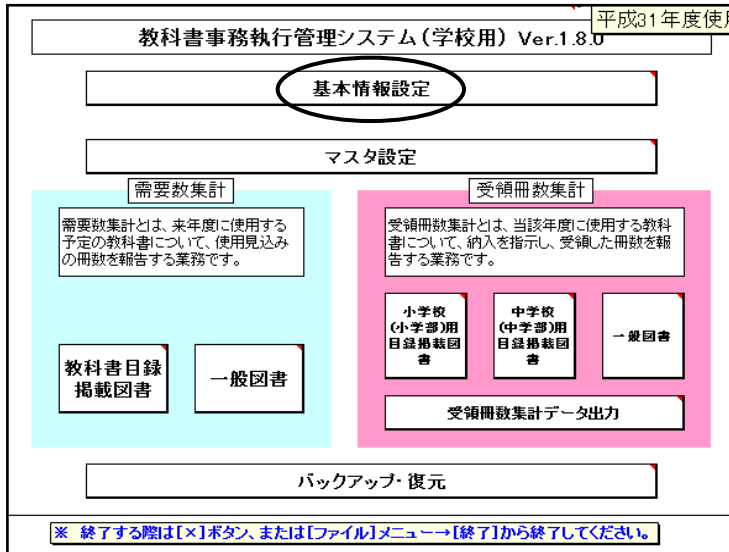 平成31年度使用
教科書事務執行管理システム（学校用） Ver.1.8.0
基本情報設定
マスタ設定
需要数集計
需要数集計とは、来年度に使用する
予定の教科書について、使用見込み
の冊数を報告する業務です。
教科書目録
掲載図書
一般図書
受領冊数集計
受領冊数集計とは、当該年度に使用する教科
書について、納入を指示し、受領した冊数を報
告する業務です。
小学校
(小学部)用
目録掲載図
書
中学校
(中学部)用
目録掲載図
書
一般図書
受領冊数集計データ出力
バックアップ・復元
※ 終了する際は[×]ボタン、または[ファイル]メニュー→[終了]から終了してください。